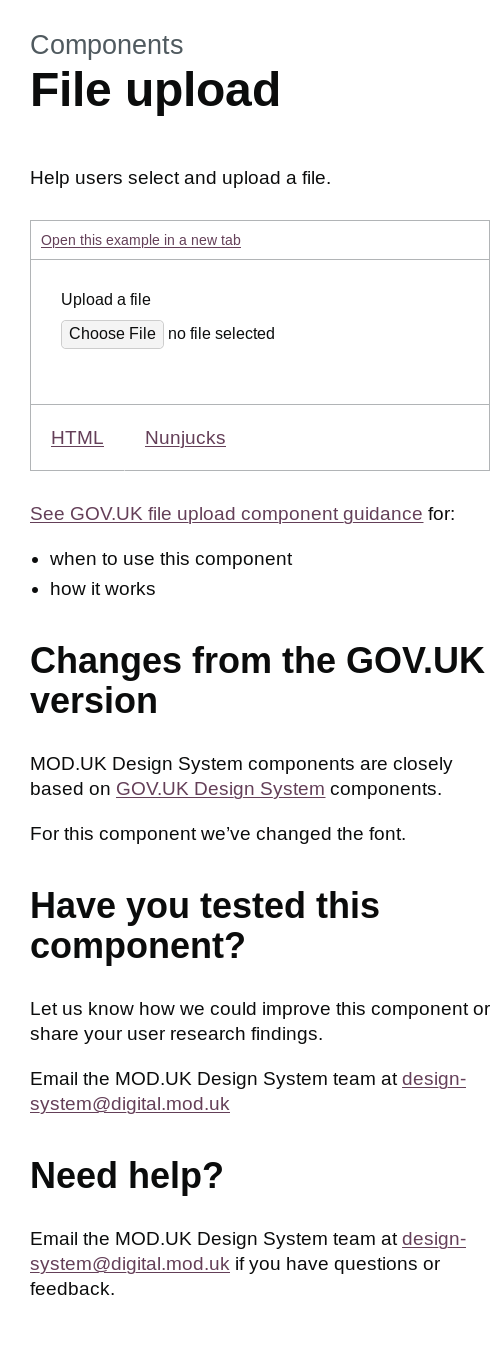 Components
File upload
Help users select and upload a file.
Open this example in a new tab
Upload a file
Choose File no file selected
HTML Nunjucks
See GOV.UK file upload component guidance for:
• when to use this component
• how it works
Changes from the GOV.UK
version
MOD.UK Design System components are closely
based on GOV.UK Design System components.
For this component we’ve changed the font.
Have you tested this
component?
Let us know how we could improve this component or
share your user research findings.
Email the MOD.UK Design System team at design-
system@digital.mod.uk
Need help?
Email the MOD.UK Design System team at design-
system@digital.mod.uk if you have questions or
feedback.